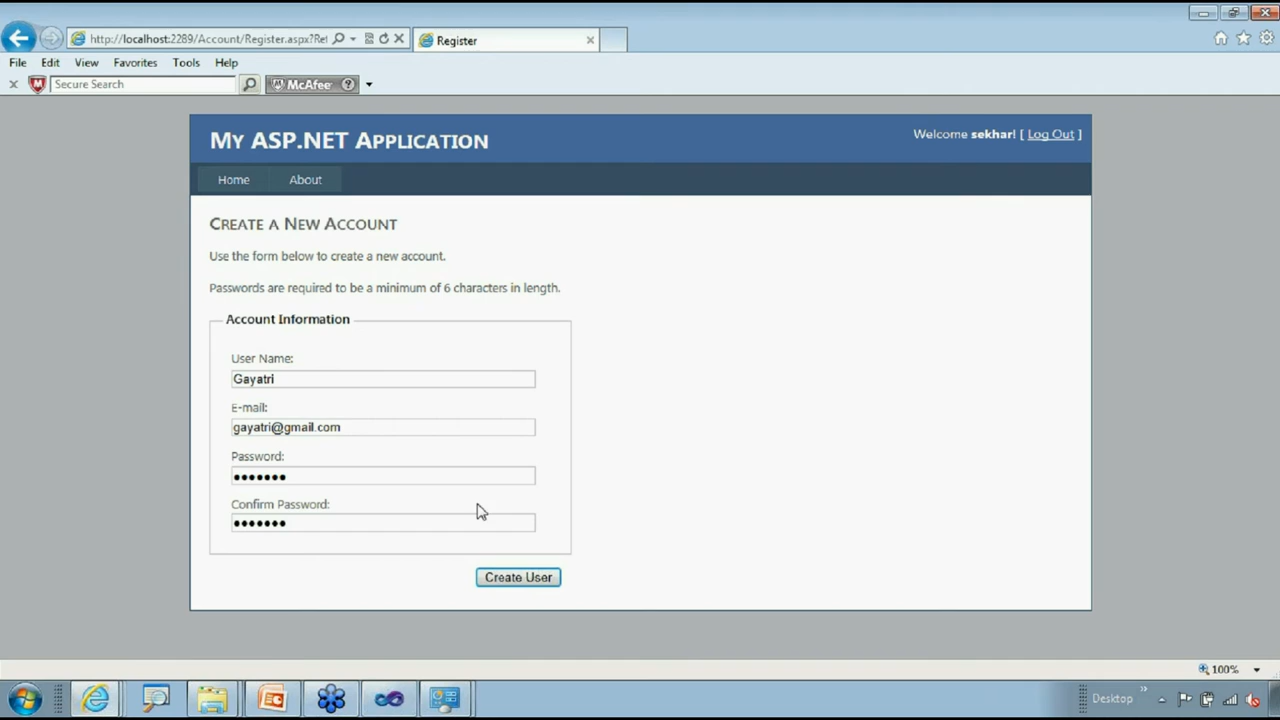 http://localhost:2289/Account/Register.aspx?Ret
Register
File Edit View Favorites Tools Help
Secure Search
McAfee
MY ASP.NET APPLICATION
Welcome sekhar! [ Log Out ]
Home About
CREATE A NEW ACCOUNT
Use the form below to create a new account.
Passwords are required to be a minimum of 6 characters in length.
Account Information
User Name:
Gayatri
E-mail:
gayatri@gmail.com
Password:
•••••••
Confirm Password:
•••••••
Create User
100%
Desktop